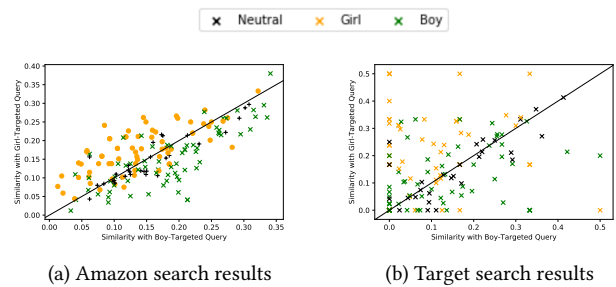 Neutral Girl Boy
Similarity with Girl-Targeted Query
0.40
0.35
0.30
0.25
0.20
0.15
0.10
0.05
0.00
0.00 0.05 0.10 0.15 0.20 0.25 0.30 0.35
Similarity with Boy-Targeted Query
(a) Amazon search results
Similarity with Girl-Targeted Query
0.5
0.4
0.3
0.2
0.1
0.0
0.0 0.1 0.2 0.3 0.4 0.5
Similarity with Boy-Targeted Query
(b) Target search results